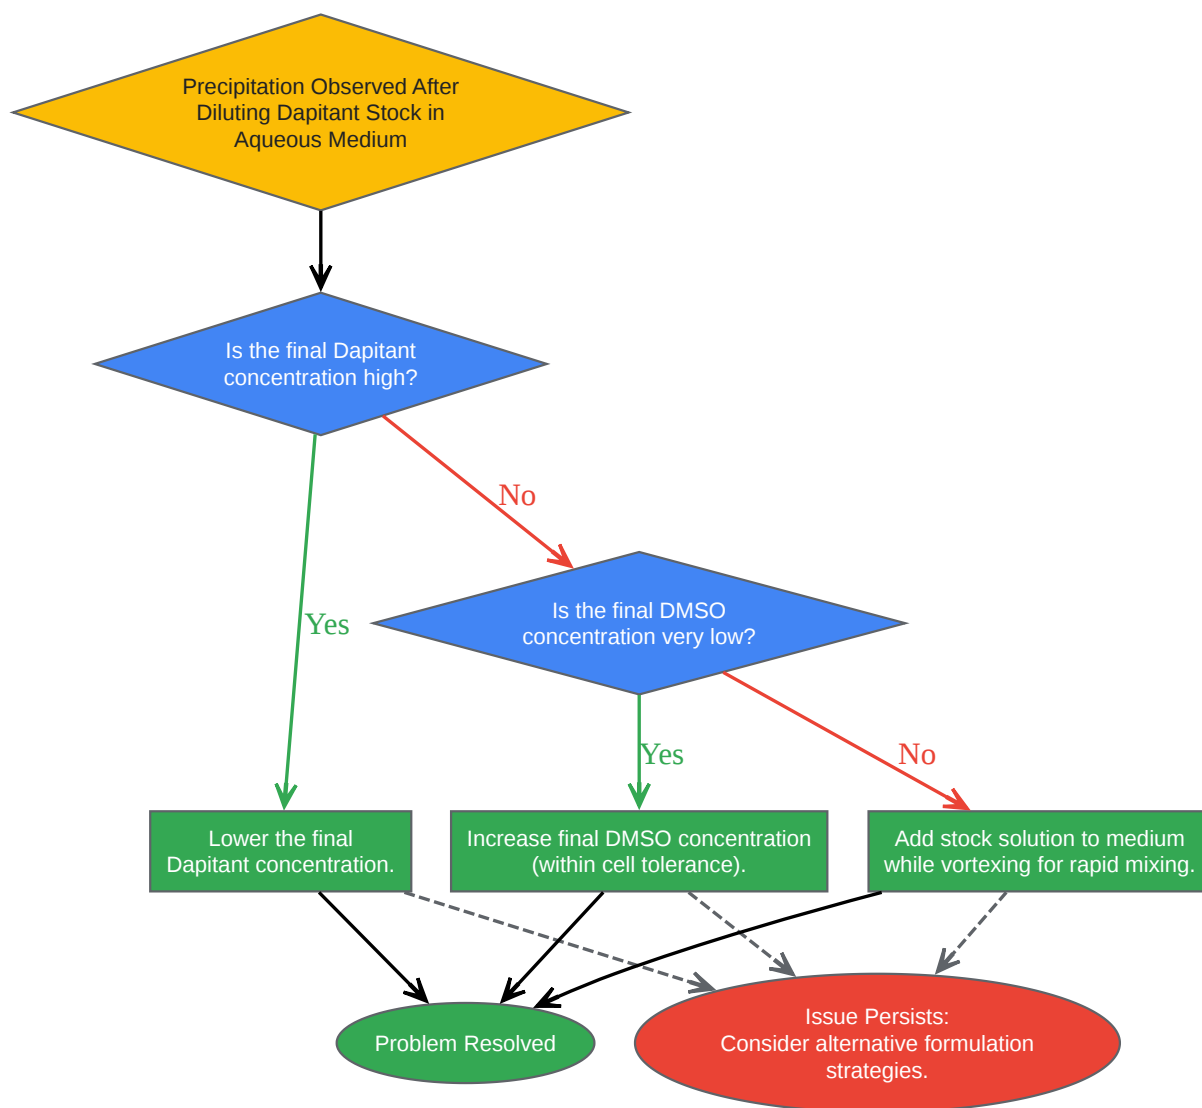 Precipitation Observed After
Diluting Dapitant Stock in
Aqueous Medium
Is the final Dapitant
concentration high?
No
Is the final DMSO
concentration very low?
Yes
Yes
No
Lower the final
Dapitant concentration.
Increase final DMSO concentration
(within cell tolerance).
Add stock solution to medium
while vortexing for rapid mixing.
Problem Resolved
Issue Persists:
Consider alternative formulation
strategies.